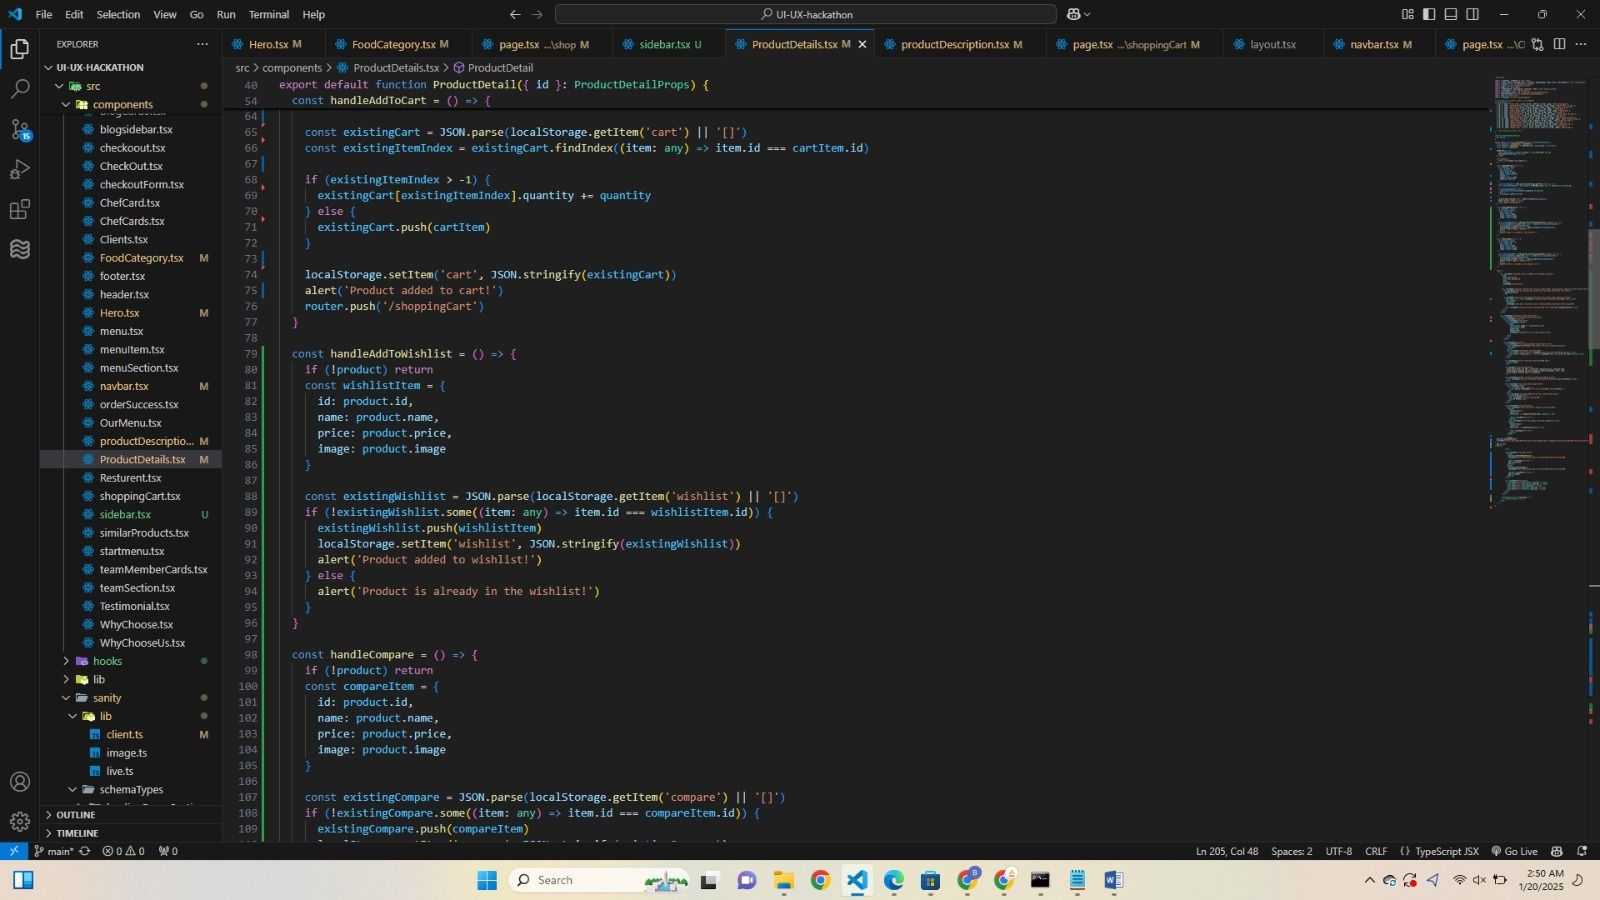 File Edit Selection View Go Run Terminal Help
UI-UX-hackathon
EXPLORER
Hero.tsx M
FoodCategory.tsx M
page.tsx ...\shop M
sidebar.tsx U
ProductDetails.tsx M
productDescription.tsx M
page.tsx ...\shoppingCart M
layout.tsx
navbar.tsx M
page.tsx
UI-UX-HACKATHON
src > components > ProductDetails.tsx > ProductDetail
src
components
blogsidebar.tsx
checkoout.tsx
CheckOut.tsx
checkoutForm.tsx
ChefCard.tsx
ChefCards.tsx
Clients.tsx
FoodCategory.tsx M
footer.tsx
header.tsx
Hero.tsx M
menu.tsx
menuItem.tsx
menuSection.tsx
navbar.tsx M
orderSuccess.tsx
OurMenu.tsx
productDescriptio... M
ProductDetails.tsx M
Resturent.tsx
shoppingCart.tsx
sidebar.tsx U
similarProducts.tsx
startmenu.tsx
teamMemberCards.tsx
teamSection.tsx
Testimonial.tsx
WhyChoose.tsx
WhyChooseUs.tsx
hooks
lib
sanity
lib
client.ts M
image.ts
live.ts
schemaTypes
OUTLINE
TIMELINE
40 export default function ProductDetail({ id }: ProductDetailProps) {
54 const handleAddToCart = () => {
64
65 const existingCart = JSON.parse(localStorage.getItem('cart') || '[]')
66 const existingItemIndex = existingCart.findIndex((item: any) => item.id === cartItem.id)
67
68 if (existingItemIndex > -1) {
69 existingCart[existingItemIndex].quantity += quantity
70 } else {
71 existingCart.push(cartItem)
72 }
73
74 localStorage.setItem('cart', JSON.stringify(existingCart))
75 alert('Product added to cart!')
76 router.push('/shoppingCart')
77 }
78
79 const handleAddToWishlist = () => {
80 if (!product) return
81 const wishlistItem = {
82 id: product.id,
83 name: product.name,
84 price: product.price,
85 image: product.image
86 }
87
88 const existingWishlist = JSON.parse(localStorage.getItem('wishlist') || '[]')
89 if (!existingWishlist.some((item: any) => item.id === wishlistItem.id)) {
90 existingWishlist.push(wishlistItem)
91 localStorage.setItem('wishlist', JSON.stringify(existingWishlist))
92 alert('Product added to wishlist!')
93 } else {
94 alert('Product is already in the wishlist!')
95 }
96 }
97
98 const handleCompare = () => {
99 if (!product) return
100 const compareItem = {
101 id: product.id,
102 name: product.name,
103 price: product.price,
104 image: product.image
105 }
106
107 const existingCompare = JSON.parse(localStorage.getItem('compare') || '[]')
108 if (!existingCompare.some((item: any) => item.id === compareItem.id)) {
109 existingCompare.push(compareItem)
15
main* 0 0 0
Ln 205, Col 48 Spaces: 2 UTF-8 CRLF {} TypeScript JSX Go Live
Search
2:50 AM
1/20/2025